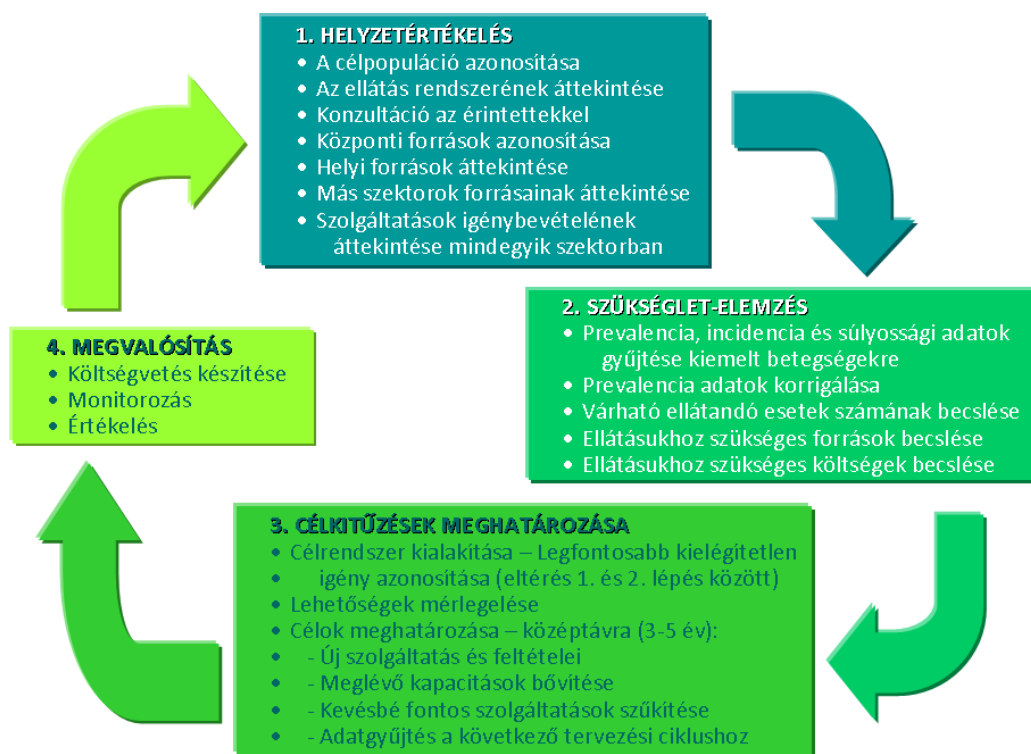 1. HELYZETÉRTÉKELÉS
• A célpopuláció azonosítása
• Az ellátás rendszerének áttekintése
• Konzultáció az érintettekkel
• Központi források azonosítása
• Helyi források áttekintése
• Más szektorok forrásainak áttekintése
• Szolgáltatások igénybevételének
áttekintése mindegyik szektorban
2. SZÜKSÉGLET-ELEMZÉS
• Prevalencia, incidencia és súlyossági adatok
gyűjtése kiemelt betegségekre
• Prevalencia adatok korrigálása
• Várható ellátandó esetek számának becslése
• Ellátásukhoz szükséges források becslése
• Ellátásukhoz szükséges költségek becslése
3. CÉLKITŰZÉSEK MEGHATÁROZÁSA
• Célrendszer kialakítása – Legfontosabb kielégítetlen
• igény azonosítása (eltérés 1. és 2. lépés között)
• Lehetőségek mérlegelése
• Célok meghatározása – középtávra (3-5 év):
• - Új szolgáltatás és feltételei
• - Meglévő kapacitások bővítése
• - Kevésbé fontos szolgáltatások szűkítése
• - Adatgyűjtés a következő tervezési ciklushoz
4. MEGVALÓSÍTÁS
• Költségvetés készítése
• Monitorozás
• Értékelés